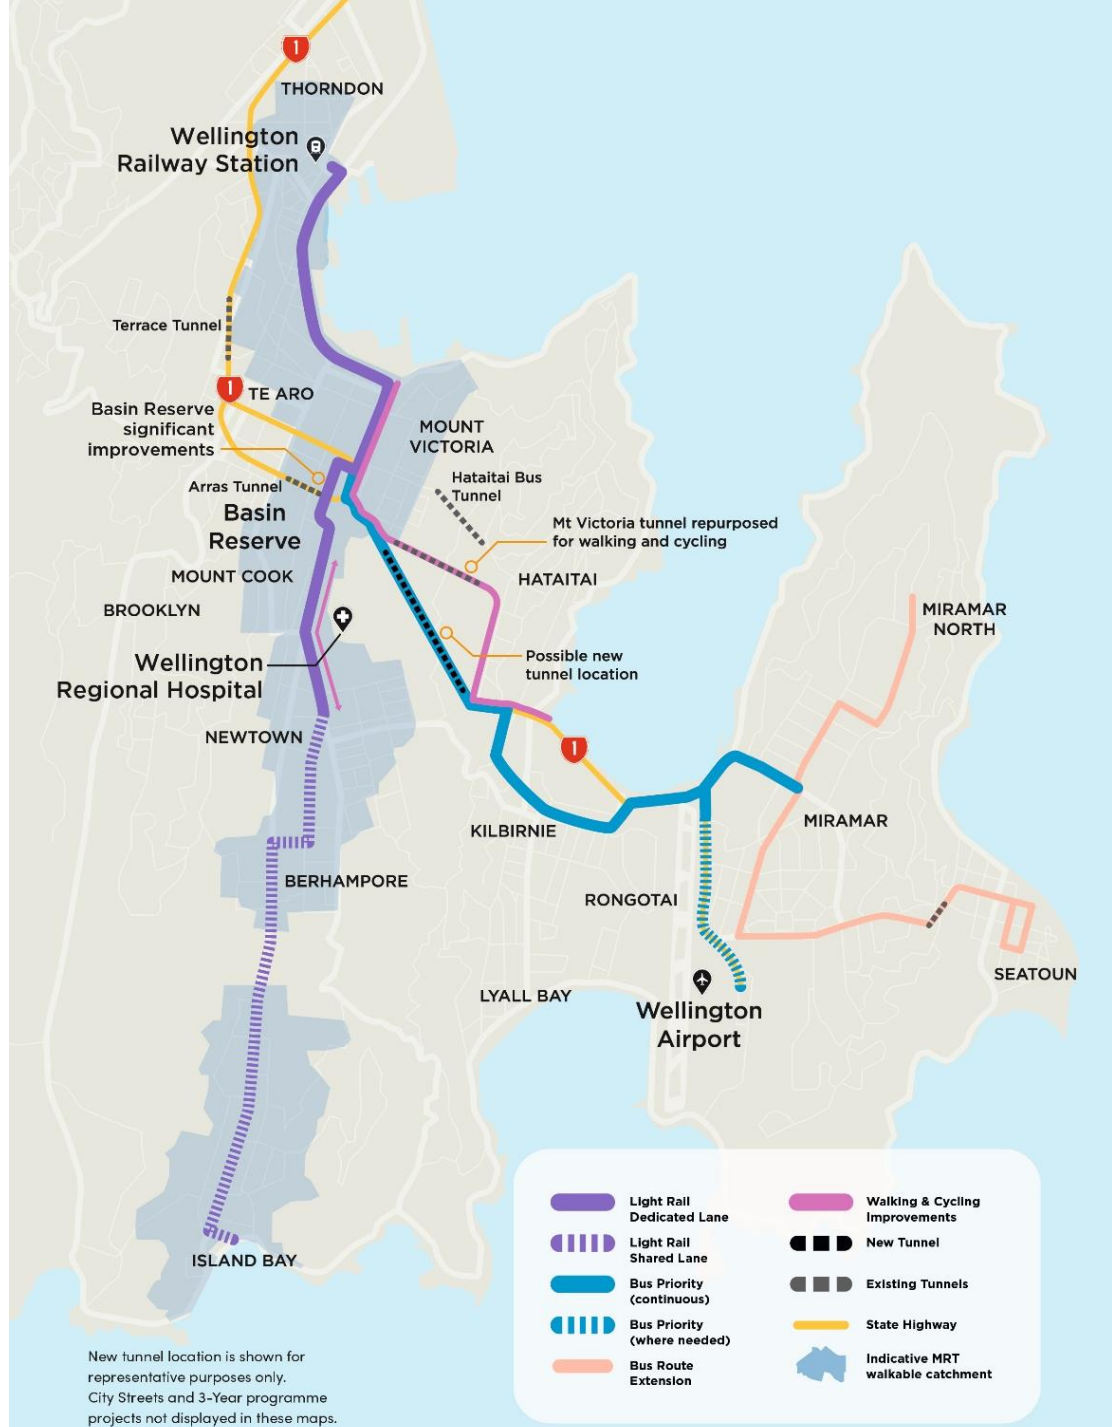 1
THORNDON
Wellington
Railway Station
Terrace Tunnel
1
TE ARO
Basin Reserve
significant
improvements
MOUNT
VICTORIA
Hataitai Bus
Tunnel
Arras Tunnel
Basin
Reserve
Mt Victoria tunnel repurposed
for walking and cycling
MOUNT COOK
HATAITAI
BROOKLYN
MIRAMAR
NORTH
Wellington
Regional Hospital
Possible new
tunnel location
NEWTOWN
1
KILBIRNIE
MIRAMAR
BERHAMPORE
RONGOTAI
SEATOUN
LYALL BAY
Wellington
Airport
ISLAND BAY
Light Rail
Dedicated Lane
Light Rail
Shared Lane
Bus Priority
(continuous)
Bus Priority
(where needed)
Bus Route
Extension
Walking & Cycling
Improvements
New Tunnel
Existing Tunnels
State Highway
Indicative MRT
walkable catchment
New tunnel location is shown for
representative purposes only.
City Streets and 3-Year programme
projects not displayed in these maps.